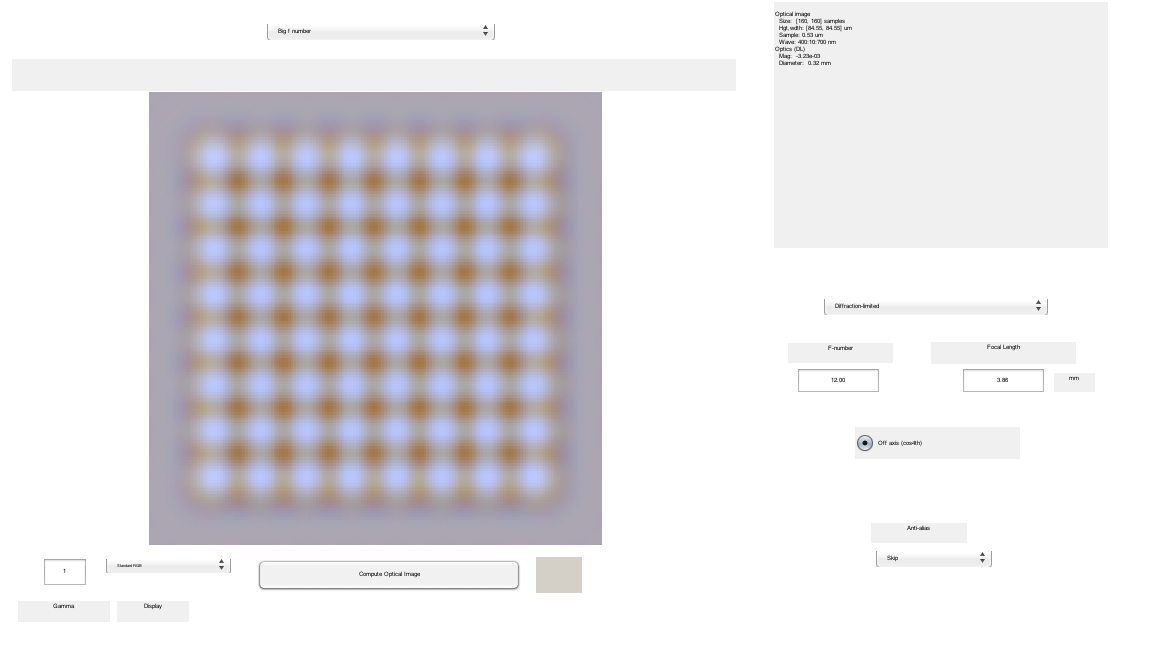 Big f number
Optical image
Size: [160, 160] samples
Hgt,wdth: [84.55, 84.55] um
Sample: 0.53 um
Wave: 400:10:700 nm
Optics (DL)
Mag: -3.23e-03
Diameter: 0.32 mm
Diffraction-limited
F-number
Focal Length
12.00
3.86
mm
Off axis (cos4th)
Anti-alias
Skip
1
Standard RGB
Compute Optical Image
Gamma
Display